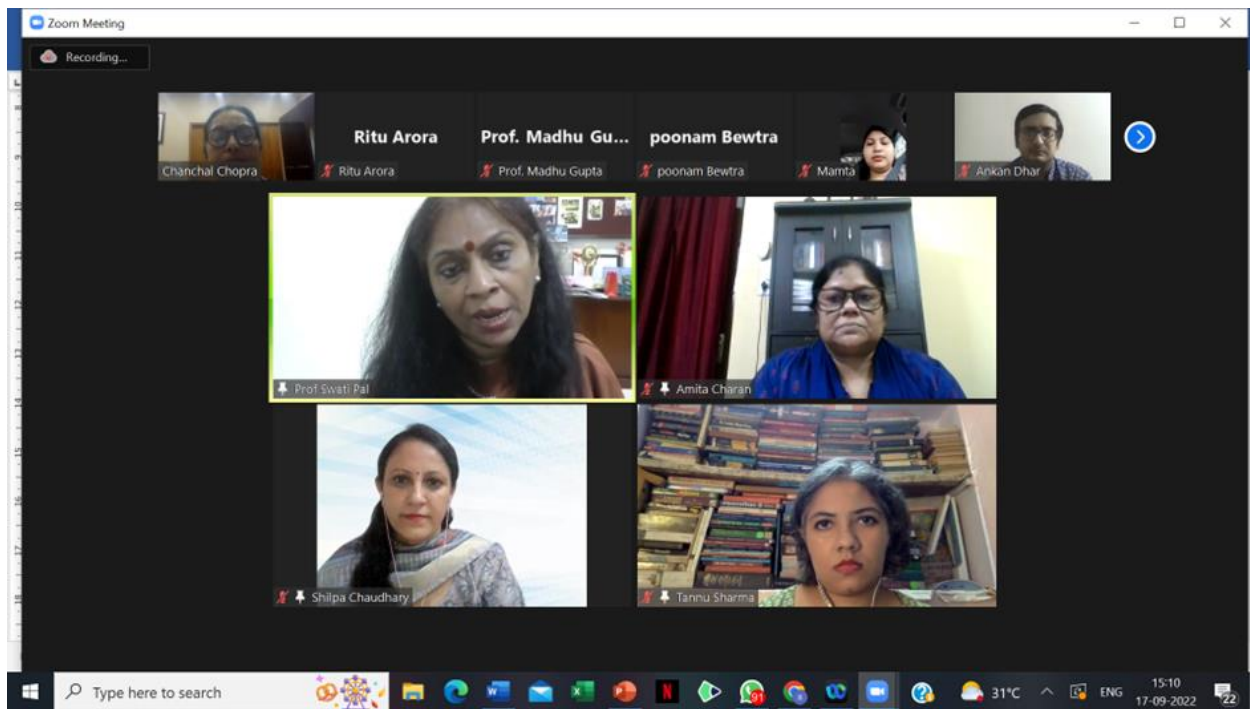 Zoom Meeting
Recording...
Ritu Arora
Prof. Madhu Gu...
poonam Bewtra
Chanchal Chopra
Ritu Arora
Prof. Madhu Gupta
poonam Bewtra
Mamta
Ankan Dhar
Prof Swati Pal
Amita Charan
Shilpa Chaudhary
Tannu Sharma
Type here to search
91
31°C
ENG
15:10
17-09-2022
22